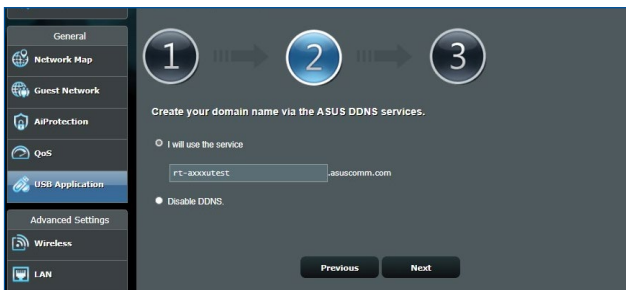 General
Network Map
Guest Network
AiProtection
QoS
USB Application
Advanced Settings
Wireless
LAN
1
2
3
Create your domain name via the ASUS DDNS services.
I will use the service
rt-axxxutest
.asuscomm.com
Disable DDNS.
Previous
Next